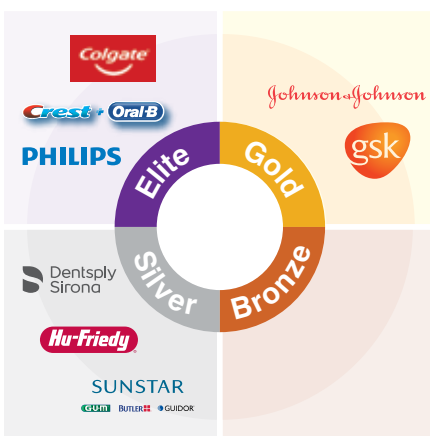 Colgate®
Crest + Oral-B
PHILIPS
Johnson & Johnson
gsk
Elite
Gold
Silver
Bronze
Dentsply
Sirona
Hu-Friedy
SUNSTAR
GUM BUTLER GUIDOR